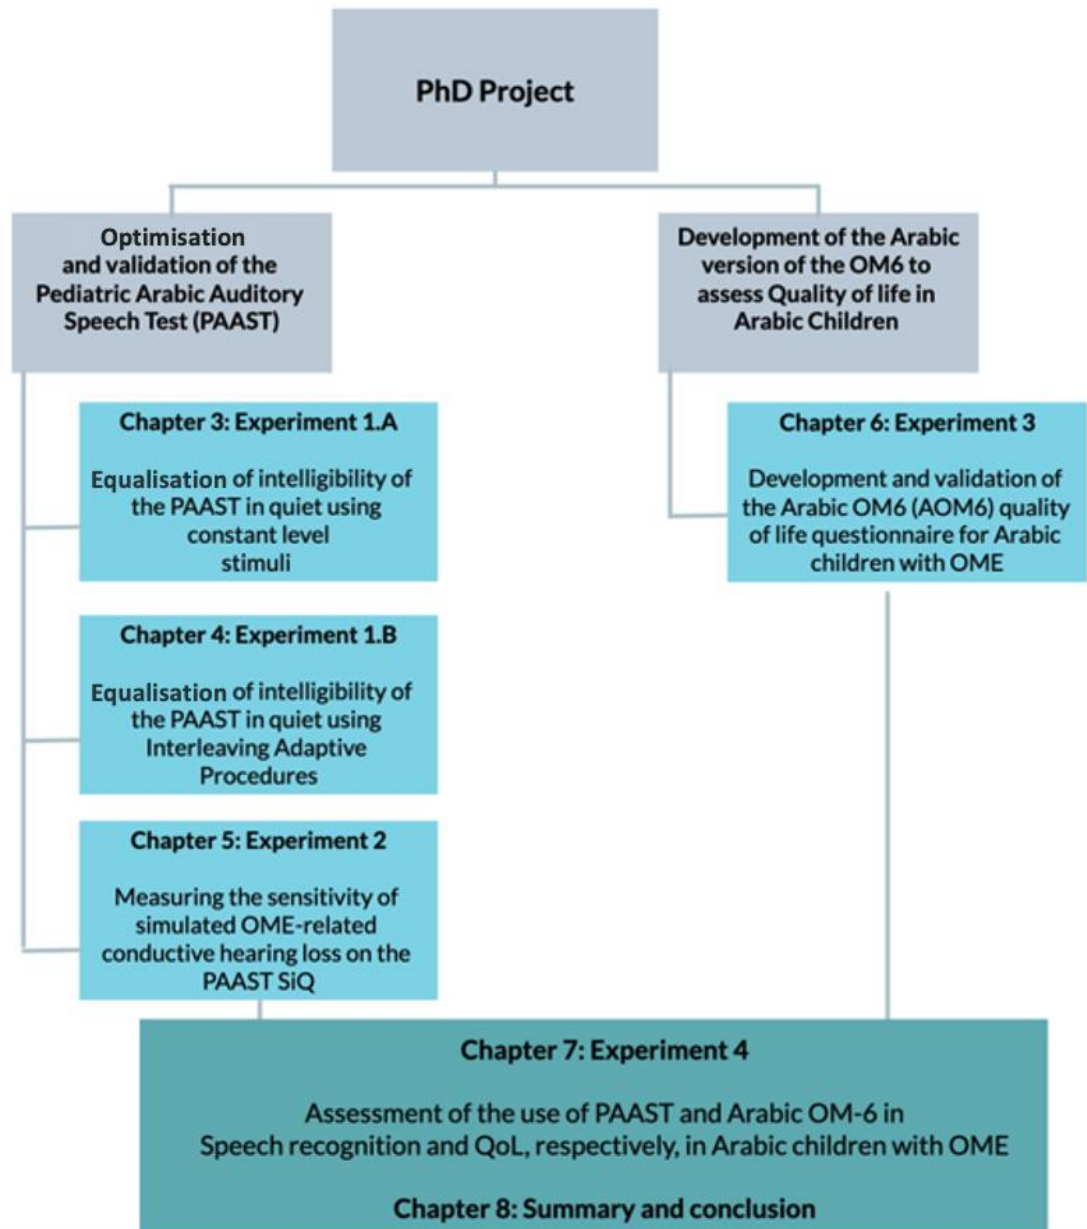 PhD Project
Optimisation
and validation of the
Pediatric Arabic Auditory
Speech Test (PAAST)
Development of the Arabic
version of the OM6 to
assess Quality of life in
Arabic Children
Chapter 3: Experiment 1.A
Equalisation of intelligibility of
the PAAST in quiet using
constant level
stimuli
Chapter 6: Experiment 3
Development and validation of
the Arabic OM6 (AOM6) quality
of life questionnaire for Arabic
children with OME
Chapter 4: Experiment 1.B
Equalisation of intelligibility of
the PAAST in quiet using
Interleaving Adaptive
Procedures
Chapter 5: Experiment 2
Measuring the sensitivity of
simulated OME-related
conductive hearing loss on the
PAAST SiQ
Chapter 7: Experiment 4
Assessment of the use of PAAST and Arabic OM-6 in
Speech recognition and QoL, respectively, in Arabic children with OME
Chapter 8: Summary and conclusion